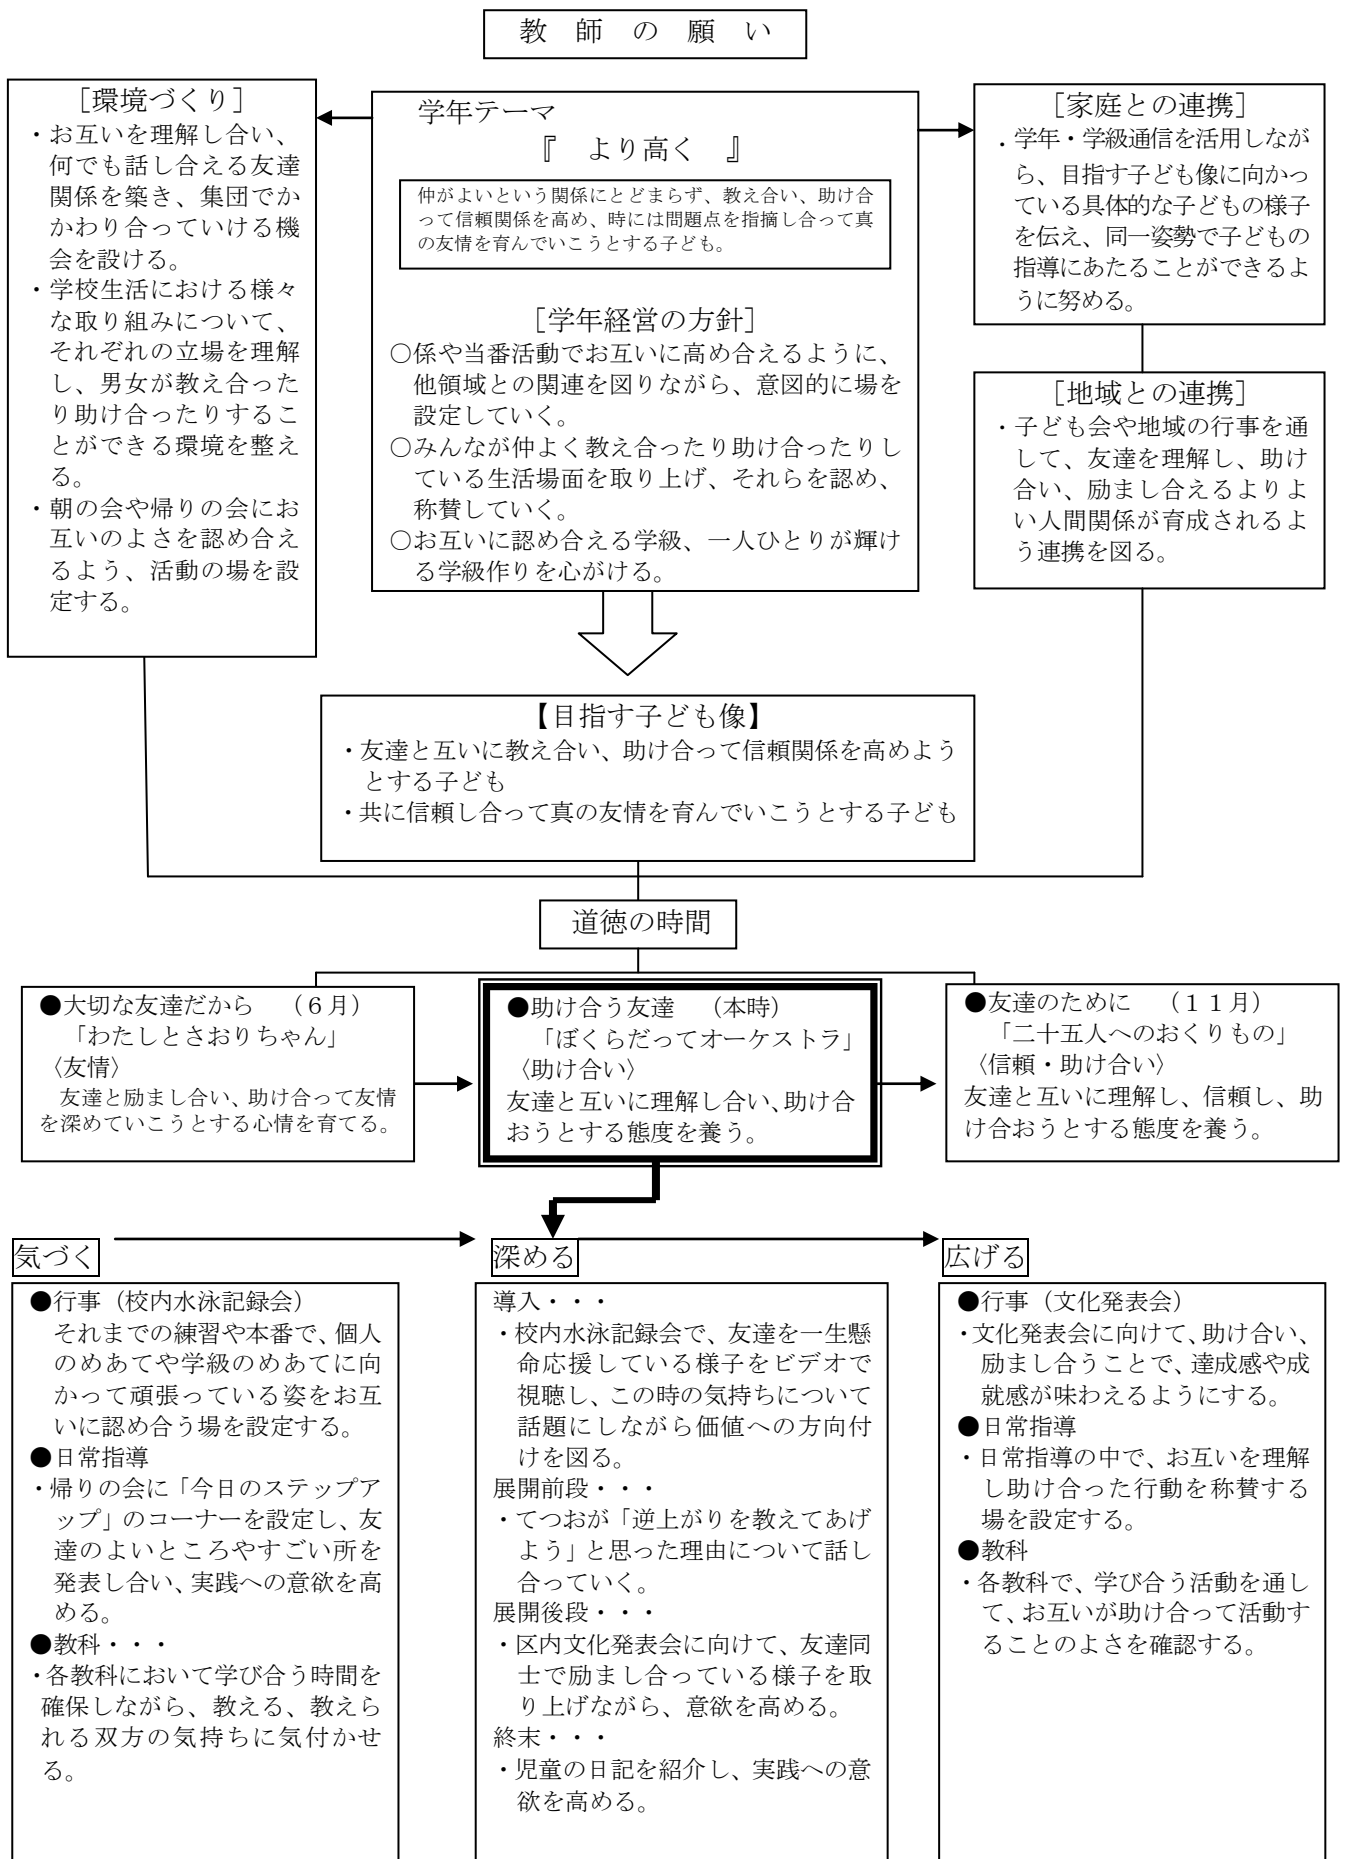 教　師　の　願　い
［環境づくり］
・お互いを理解し合い、
何でも話し合える友達
関係を築き、集団でか
かわり合っていける機
会を設ける。
・学校生活における様々
な取り組みについて、
それぞれの立場を理解
し、男女が教え合った
り助け合ったりするこ
とができる環境を整え
る。
・朝の会や帰りの会にお
互いのよさを認め合え
るよう、活動の場を設
定する。
学年テーマ
『　より高く　』
仲がよいという関係にとどまらず、教え合い、助け合
って信頼関係を高め、時には問題点を指摘し合って真
の友情を育んでいこうとする子ども。
［学年経営の方針］
○係や当番活動でお互いに高め合えるように、
他領域との関連を図りながら、意図的に場を
設定していく。
○みんなが仲よく教え合ったり助け合ったりし
ている生活場面を取り上げ、それらを認め、
称賛していく。
○お互いに認め合える学級、一人ひとりが輝け
る学級作りを心がける。
［家庭との連携］
．学年・学級通信を活用しなが
ら、目指す子ども像に向かっ
ている具体的な子どもの様子
を伝え、同一姿勢で子どもの
指導にあたることができるよ
うに努める。
［地域との連携］
・子ども会や地域の行事を通
して、友達を理解し、助け
合い、励まし合えるよりよ
い人間関係が育成されるよ
う連携を図る。
【目指す子ども像】
・友達と互いに教え合い、助け合って信頼関係を高めよう
とする子ども
・共に信頼し合って真の友情を育んでいこうとする子ども
道徳の時間
●大切な友達だから　（６月）
「わたしとさおりちゃん」
〈友情〉
友達と励まし合い、助け合って友情
を深めていこうとする心情を育てる。
●助け合う友達　（本時）
「ぼくらだってオーケストラ」
〈助け合い〉
友達と互いに理解し合い、助け合
おうとする態度を養う。
●友達のために　（１１月）
「二十五人へのおくりもの」
〈信頼・助け合い〉
友達と互いに理解し、信頼し、助
け合おうとする態度を養う。
気づく
●行事（校内水泳記録会）
それまでの練習や本番で、個人
のめあてや学級のめあてに向
かって頑張っている姿をお互
いに認め合う場を設定する。
●日常指導
・帰りの会に「今日のステップア
ップ」のコーナーを設定し、友
達のよいところやすごい所を
発表し合い、実践への意欲を高
める。
●教科・・・
・各教科において学び合う時間を
確保しながら、教える、教えら
れる双方の気持ちに気付かせ
る。
深める
導入・・・
・校内水泳記録会で、友達を一生懸
命応援している様子をビデオで
視聴し、この時の気持ちについて
話題にしながら価値への方向付
けを図る。
展開前段・・・
・てつおが「逆上がりを教えてあげ
よう」と思った理由について話し
合っていく。
展開後段・・・
・区内文化発表会に向けて、友達同
士で励まし合っている様子を取
り上げながら、意欲を高める。
終末・・・
・児童の日記を紹介し、実践への意
欲を高める。
広げる
●行事（文化発表会）
・文化発表会に向けて、助け合い、
励まし合うことで、達成感や成
就感が味わえるようにする。
●日常指導
・日常指導の中で、お互いを理解
し助け合った行動を称賛する
場を設定する。
●教科
・各教科で、学び合う活動を通し
て、お互いが助け合って活動す
ることのよさを確認する。